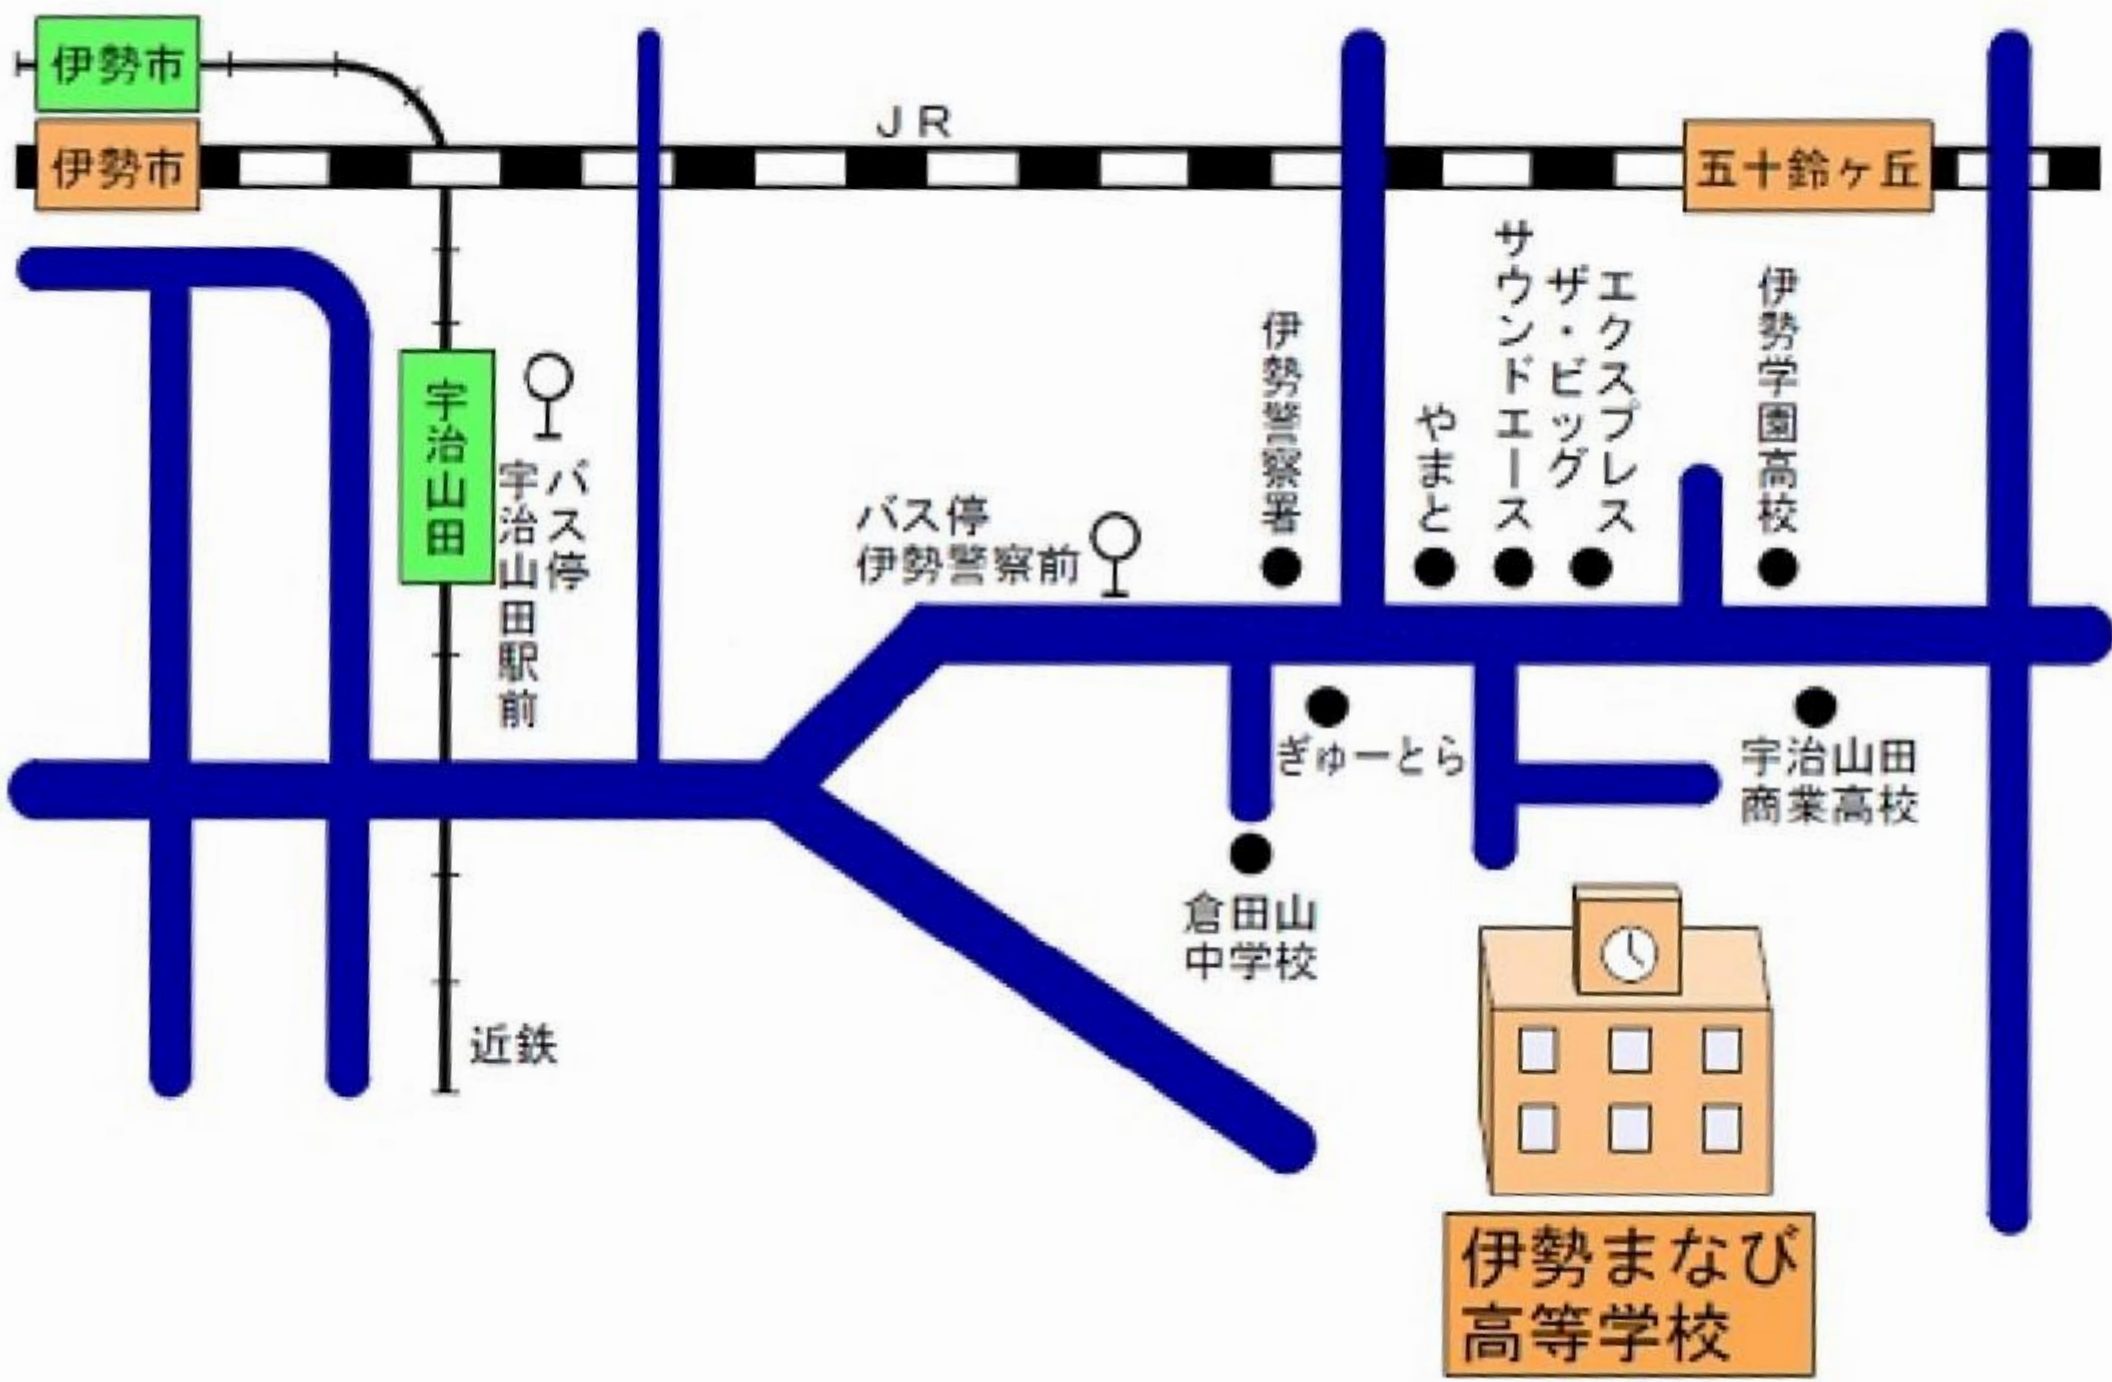 伊勢市
JR
伊勢市
五十鈴ヶ丘
宇治山田
バス停
宇治山田駅前
バス停
伊勢警察前
伊勢警察署
やまと
サウンドエース
エクスプレス
ザ・ビッグ
伊勢学園高校
ぎゅーとら
宇治山田
商業高校
倉田山
中学校
近鉄
伊勢まなび
高等学校